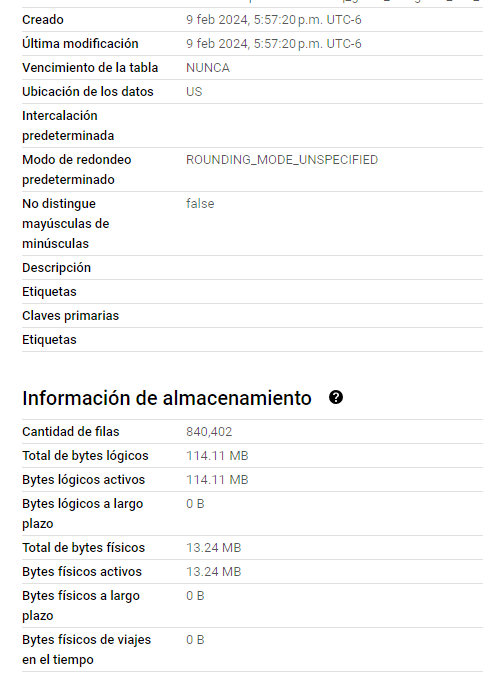 Creado 9 feb 2024, 5:57:20 p.m. UTC-6
Última modificación 9 feb 2024, 5:57:20 p.m. UTC-6
Vencimiento de la tabla NUNCA
Ubicación de los datos US
Intercalación
predeterminada
Modo de redondeo ROUNDING_MODE_UNSPECIFIED
predeterminado
No distingue false
mayúsculas de
minúsculas
Descripción
Etiquetas
Claves primarias
Etiquetas
Información de almacenamiento ?
Cantidad de filas 840,402
Total de bytes lógicos 114.11 MB
Bytes lógicos activos 114.11 MB
Bytes lógicos a largo 0 B
plazo
Total de bytes físicos 13.24 MB
Bytes físicos activos 13.24 MB
Bytes físicos a largo 0 B
plazo
Bytes físicos de viajes 0 B
en el tiempo